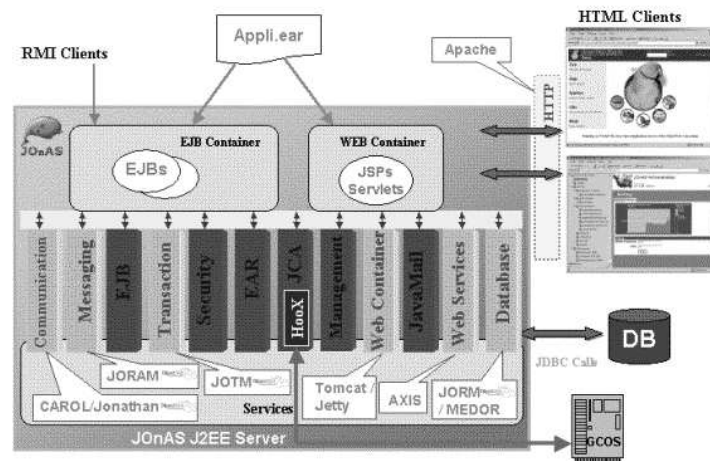 HTML Clients
Appli.ear
Apache
RMI Clients
HTTP
JOnAS
EJB Container
WEB Container
EJBs
JSPs
Servlets
Communication
Messaging
EJB
Transaction
Security
EAR
JCA
HooX
Management
Web Container
JavaMail
Web Services
Database
DB
JDBC Calls
JORAM
JOTM
Tomcat /
Jetty
AXIS
JORM
/ MEDOR
CAROL/Jonathan
Services
GCOS
JOnAS J2EE Server